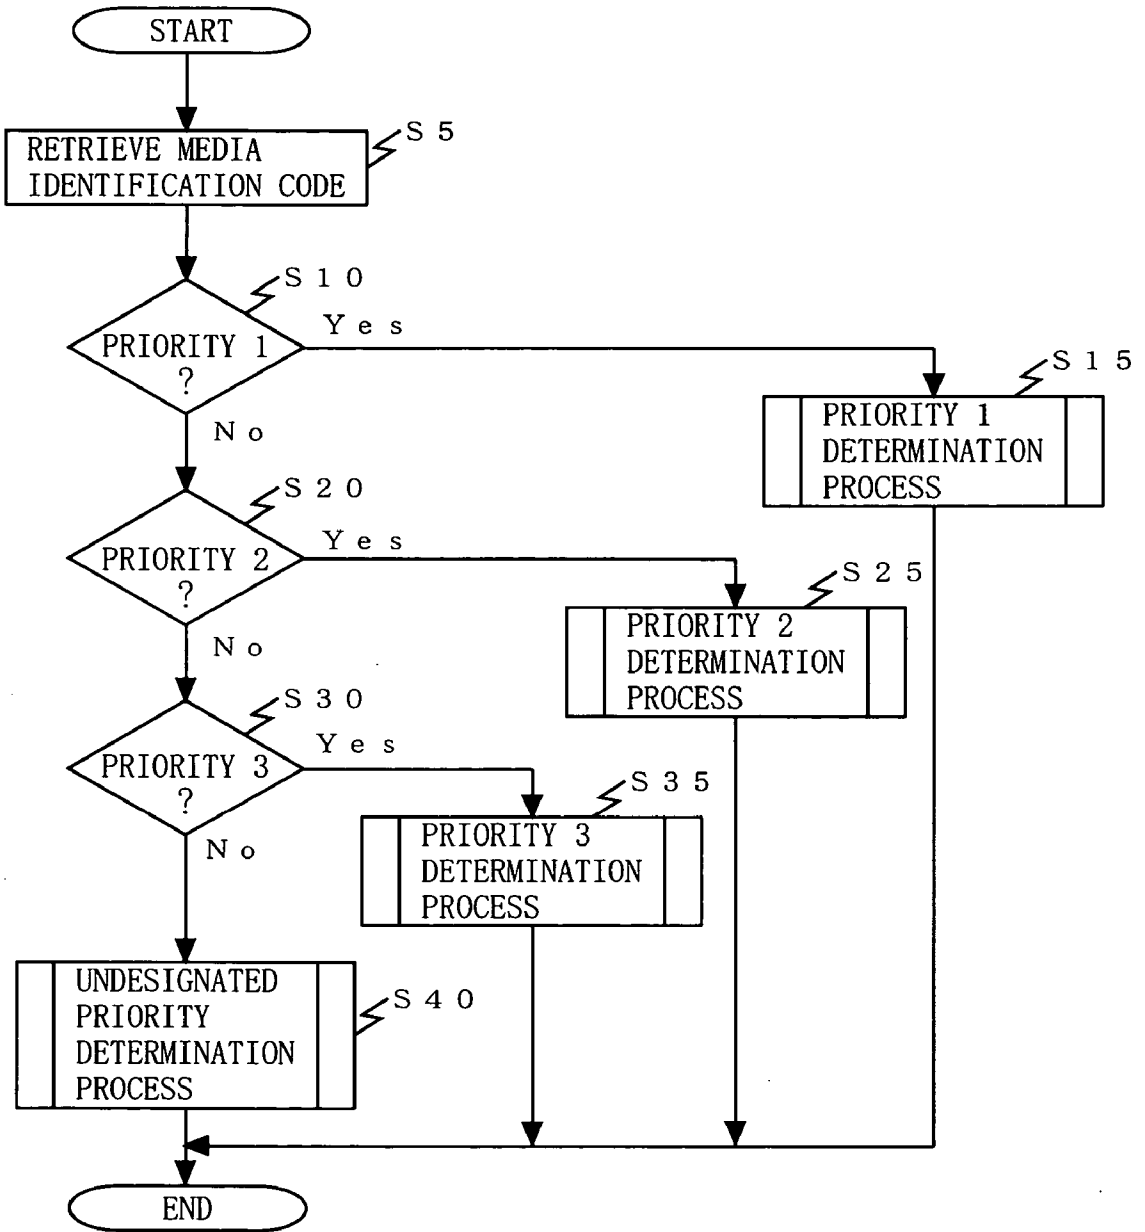 START
S5
RETRIEVE MEDIA
IDENTIFICATION CODE
S10
PRIORITY 1
?
Yes
No
S15
PRIORITY 1
DETERMINATION
PROCESS
S20
PRIORITY 2
?
Yes
No
S25
PRIORITY 2
DETERMINATION
PROCESS
S30
PRIORITY 3
?
Yes
No
S35
PRIORITY 3
DETERMINATION
PROCESS
S40
UNDESIGNATED
PRIORITY
DETERMINATION
PROCESS
END